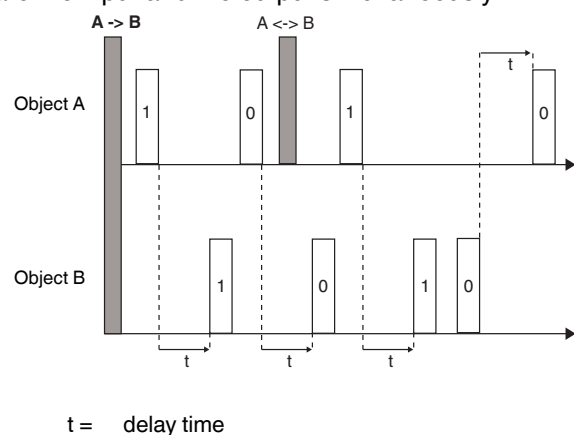 A -> B A <-> B
t
Object A 1 0 1 0
Object B 1 0 1 0
t t t
t = delay time